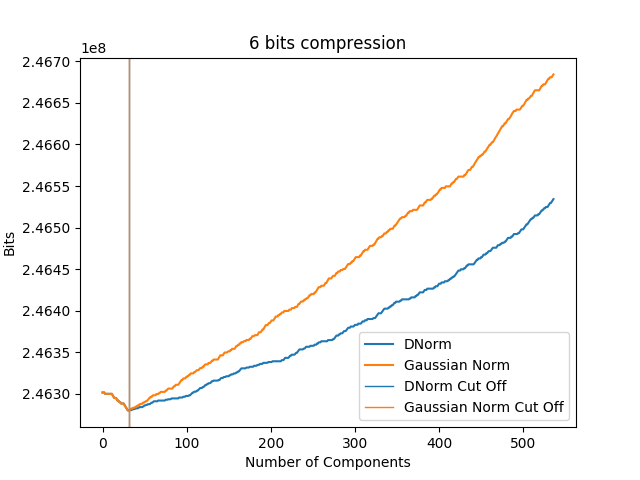 6 bits compression
1e8
2.4670
2.4665
2.4660
2.4655
2.4650
2.4645
2.4640
2.4635
2.4630
Bits
DNorm
Gaussian Norm
DNorm Cut Off
Gaussian Norm Cut Off
0 100 200 300 400 500
Number of Components